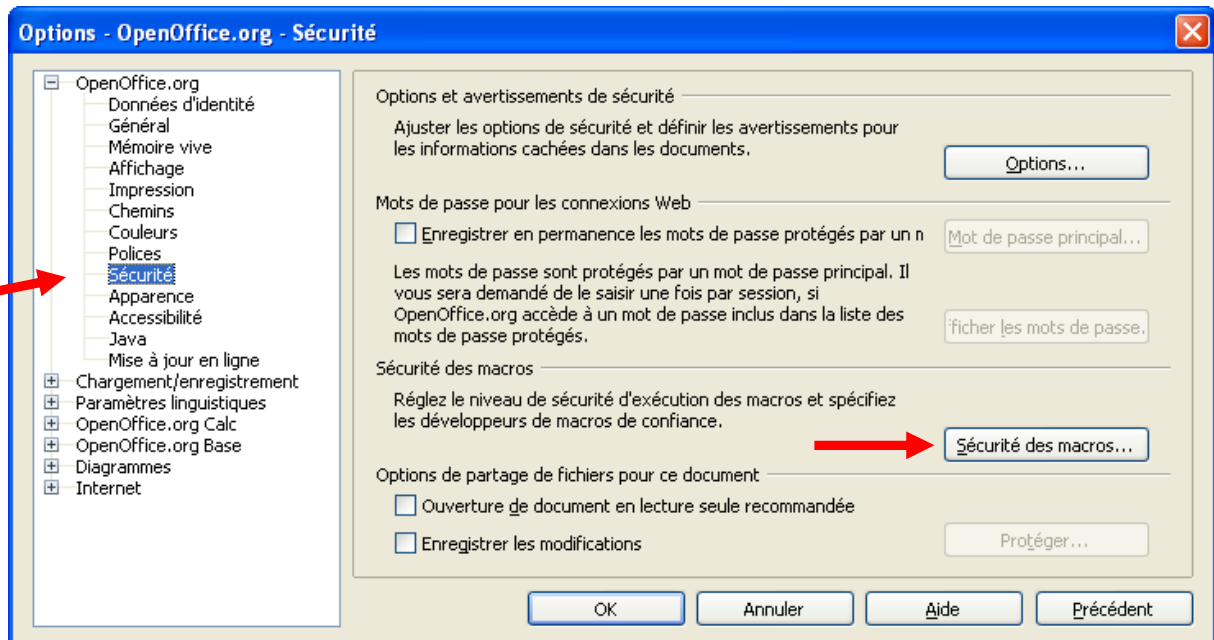 Options - OpenOffice.org - Sécurité
OpenOffice.org
Données d'identité
Général
Mémoire vive
Affichage
Impression
Chemins
Couleurs
Polices
Sécurité
Apparence
Accessibilité
Java
Mise à jour en ligne
Chargement/enregistrement
Paramètres linguistiques
OpenOffice.org Calc
OpenOffice.org Base
Diagrammes
Internet
Options et avertissements de sécurité
Ajuster les options de sécurité et définir les avertissements pour
les informations cachées dans les documents.
Options...
Mots de passe pour les connexions Web
Enregistrer en permanence les mots de passe protégés par un n
Mot de passe principal...
Les mots de passe sont protégés par un mot de passe principal. Il
vous sera demandé de le saisir une fois par session, si
OpenOffice.org accède à un mot de passe inclus dans la liste des
mots de passe protégés.
ficher les mots de passe.
Sécurité des macros
Réglez le niveau de sécurité d'exécution des macros et spécifiez
les développeurs de macros de confiance.
Sécurité des macros...
Options de partage de fichiers pour ce document
Ouverture de document en lecture seule recommandée
Enregistrer les modifications
Protéger...
OK
Annuler
Aide
Précédent